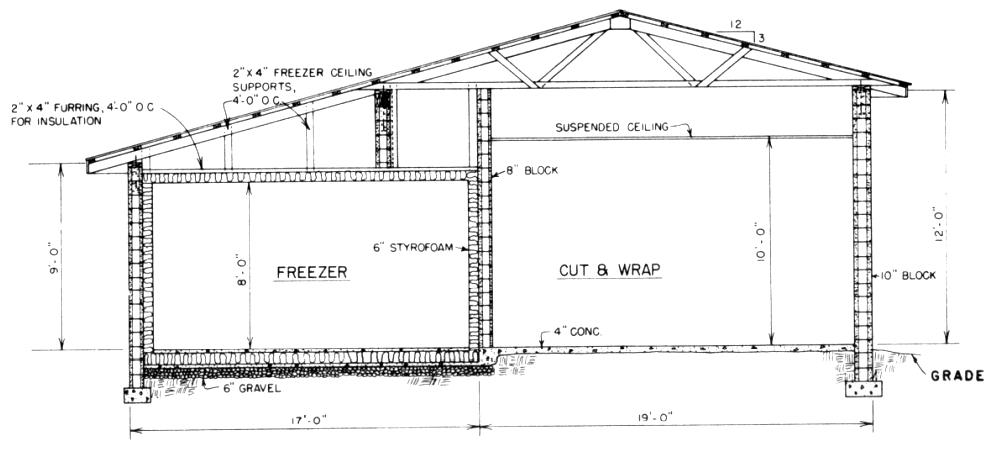 12
3
2"X 4" FREEZER CEILING
SUPPORTS,
4'-0" O.C.
2"X 4" FURRING, 4'-0" O C
FOR INSULATION
SUSPENDED CEILING
8" BLOCK
9'-0"
8'-0"
FREEZER
6" STYROFOAM
CUT & WRAP
10'-0"
12'-0"
10" BLOCK
4" CONC.
6" GRAVEL
GRADE
17'-0"
19'-0"